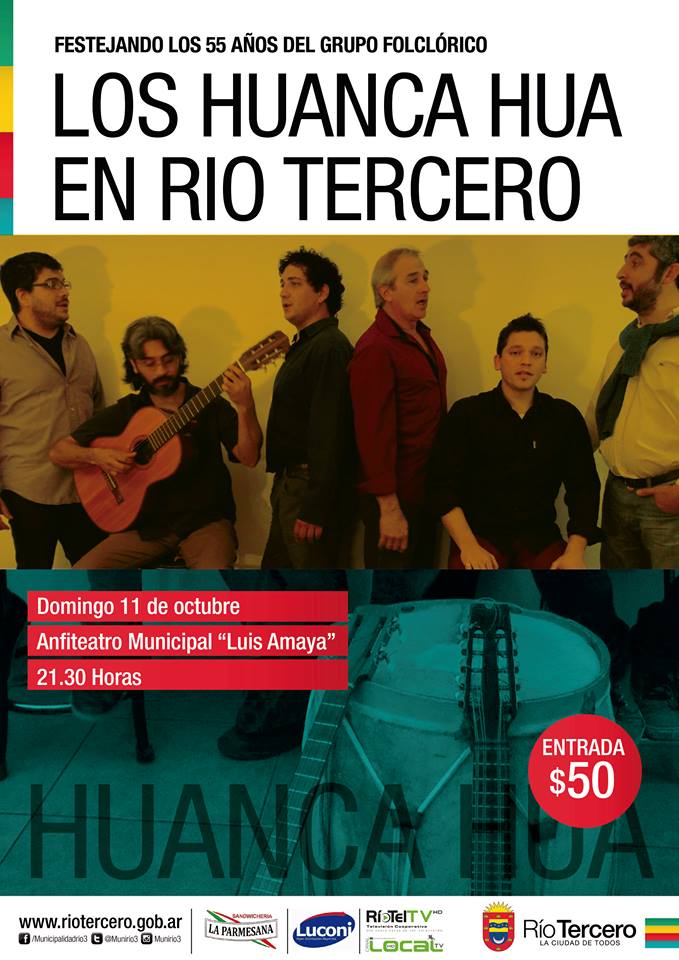 FESTEJANDO LOS 55 AÑOS DEL GRUPO FOLCLÓRICO
LOS HUANCA HUA
EN RIO TERCERO
Domingo 11 de octubre
Anfiteatro Municipal “Luis Amaya”
21.30 Horas
ENTRADA
$50
HUANCA HUA
www.riotercero.gob.ar
/Municipalidadrio3 @Munirio3 Munirio3
SANDWICHERIA
LA PARMESANA
Luconi
RíoTelTV HD
Televisión Cooperativa
LOCAL TV
Río Tercero
LA CIUDAD DE TODOS